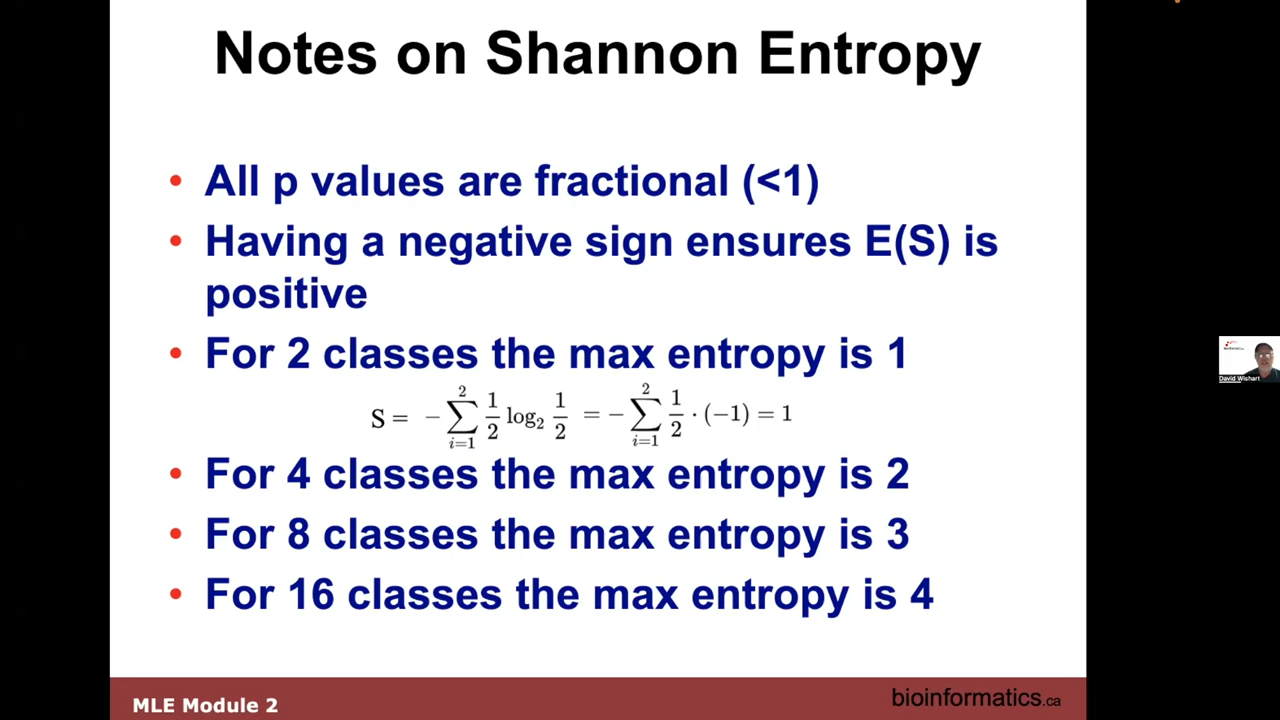 Notes on Shannon Entropy
• All p values are fractional (<1)
• Having a negative sign ensures E(S) is
positive
• For 2 classes the max entropy is 1
S = − ∑_{i=1}^{2} 1/2 log₂ 1/2 = − ∑_{i=1}^{2} 1/2 · (−1) = 1
• For 4 classes the max entropy is 2
• For 8 classes the max entropy is 3
• For 16 classes the max entropy is 4
David Wishart
MLE Module 2
bioinformatics.ca